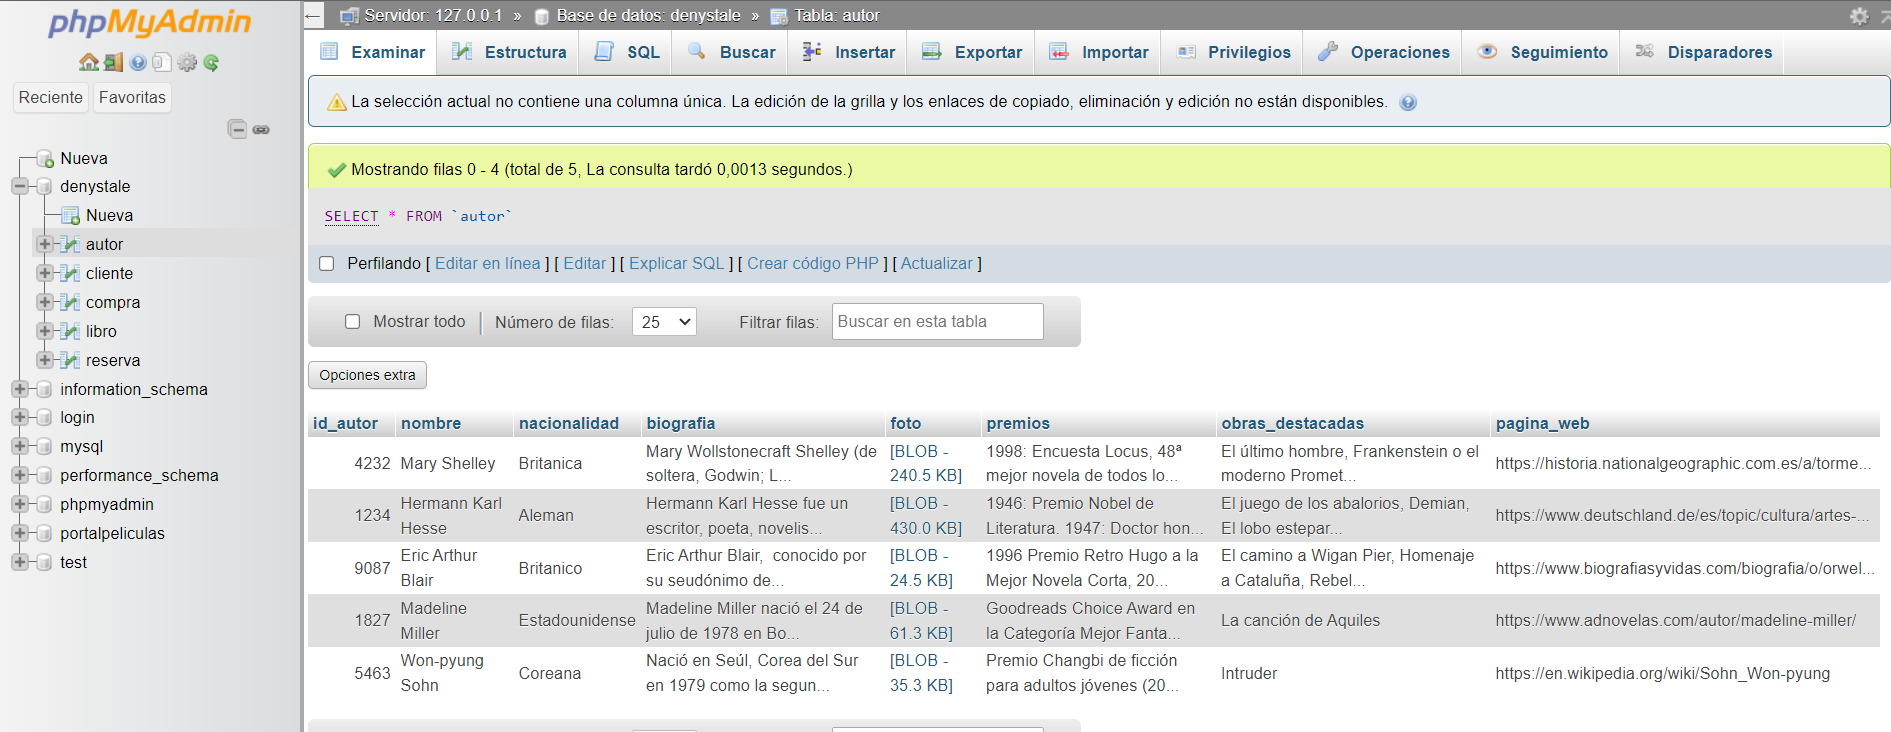 phpMyAdmin
Reciente Favoritas
Nueva
denystale
Nueva
autor
cliente
compra
libro
reserva
information_schema
login
mysql
performance_schema
phpmyadmin
portalpeliculas
test
Servidor: 127.0.0.1 » Base de datos: denystale » Tabla: autor
Examinar Estructura SQL Buscar Insertar Exportar Importar Privilegios Operaciones Seguimiento Disparadores
La selección actual no contiene una columna única. La edición de la grilla y los enlaces de copiado, eliminación y edición no están disponibles.
Mostrando filas 0 - 4 (total de 5, La consulta tardó 0,0013 segundos.)
SELECT * FROM `autor`
Perfilando [ Editar en línea ] [ Editar ] [ Explicar SQL ] [ Crear código PHP ] [ Actualizar ]
Mostrar todo | Número de filas: 25 Filtrar filas: Buscar en esta tabla
Opciones extra
id_autor nombre nacionalidad biografia foto premios obras_destacadas pagina_web
4232 Mary Shelley Britanica Mary Wollstonecraft Shelley (de soltera, Godwin; L... [BLOB - 240.5 KB] 1998: Encuesta Locus, 48ª mejor novela de todos lo... El último hombre, Frankenstein o el moderno Promet... https://historia.nationalgeographic.com.es/a/torme...
1234 Hermann Karl Hesse Aleman Hermann Karl Hesse fue un escritor, poeta, novelis... [BLOB - 430.0 KB] 1946: Premio Nobel de Literatura. 1947: Doctor hon... El juego de los abalorios, Demian, El lobo estepar... https://www.deutschland.de/es/topic/cultura/artes-...
9087 Eric Arthur Blair Britanico Eric Arthur Blair, conocido por su seudónimo de... [BLOB - 24.5 KB] 1996 Premio Retro Hugo a la Mejor Novela Corta, 20... El camino a Wigan Pier, Homenaje a Cataluña, Rebel... https://www.biografiasyvidas.com/biografia/o/orwel...
1827 Madeline Miller Estadounidense Madeline Miller nació el 24 de julio de 1978 en Bo... [BLOB - 61.3 KB] Goodreads Choice Award en la Categoría Mejor Fanta... La canción de Aquiles https://www.adnovelas.com/autor/madeline-miller/
5463 Won-pyung Sohn Coreana Nació en Seúl, Corea del Sur en 1979 como la segun... [BLOB - 35.3 KB] Premio Changbi de ficción para adultos jóvenes (20... Intruder https://en.wikipedia.org/wiki/Sohn_Won-pyung